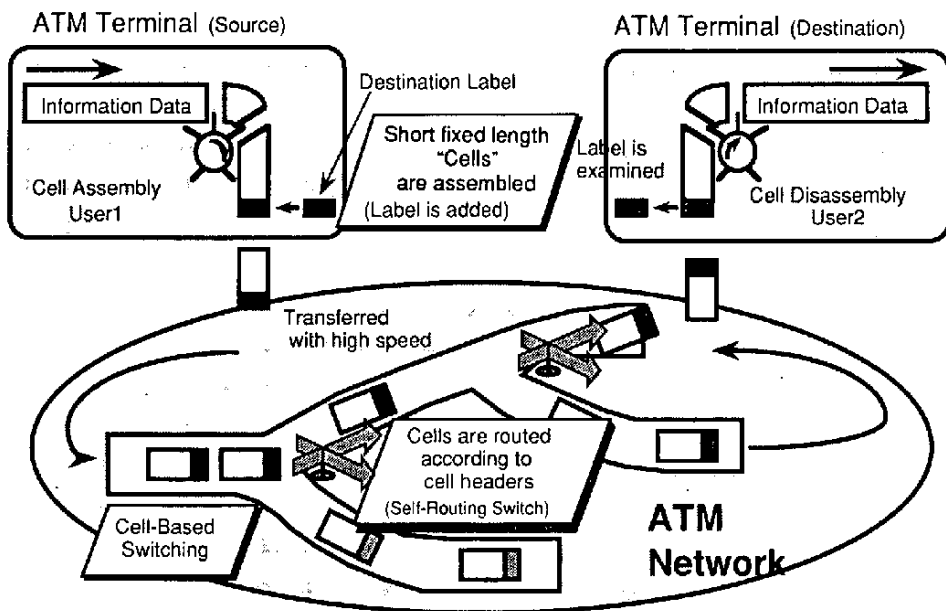 ATM Terminal (Source)
Information Data
Destination Label
Cell Assembly
User1
Short fixed length
"Cells"
are assembled
(Label is added)
ATM Terminal (Destination)
Information Data
Label is
examined
Cell Disassembly
User2
Transferred
with high speed
Cells are routed
according to
cell headers
(Self-Routing Switch)
Cell-Based
Switching
ATM
Network